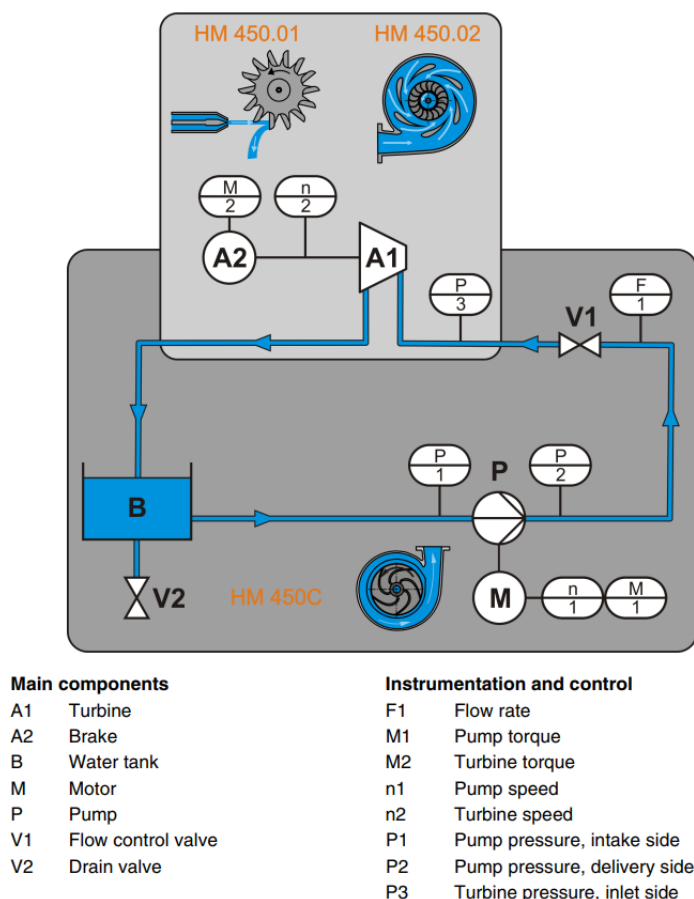 HM 450.01 HM 450.02
M
2
n
2
A2
A1
P
3
V1
F
1
P
1
P
P
2
B
V2
HM 450C
M
n
1
M
1
Main components
A1 Turbine
A2 Brake
B Water tank
M Motor
P Pump
V1 Flow control valve
V2 Drain valve
Instrumentation and control
F1 Flow rate
M1 Pump torque
M2 Turbine torque
n1 Pump speed
n2 Turbine speed
P1 Pump pressure, intake side
P2 Pump pressure, delivery side
P3 Turbine pressure, inlet side